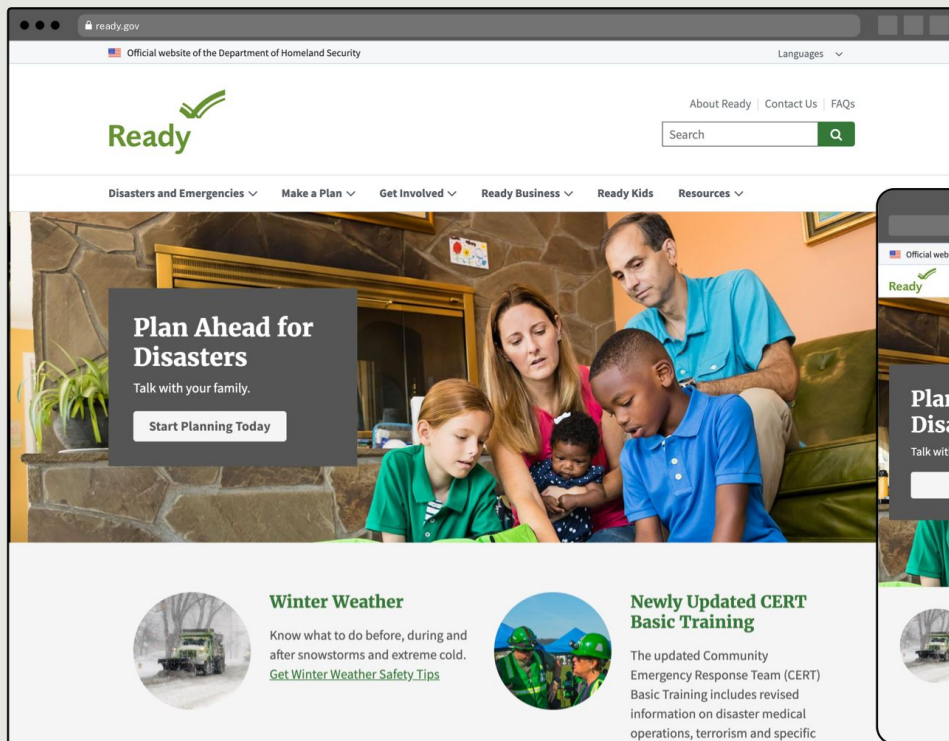 ready.gov
Official website of the Department of Homeland Security
Languages
Ready
About Ready | Contact Us | FAQs
Search
Disasters and Emergencies Make a Plan Get Involved Ready Business Ready Kids Resources
Plan Ahead for
Disasters
Talk with your family.
Start Planning Today
Winter Weather
Know what to do before, during and
after snowstorms and extreme cold.
Get Winter Weather Safety Tips
Newly Updated CERT
Basic Training
The updated Community
Emergency Response Team (CERT)
Basic Training includes revised
information on disaster medical
operations, terrorism and specific
Official web
Ready
Plan
Disa
Talk wit